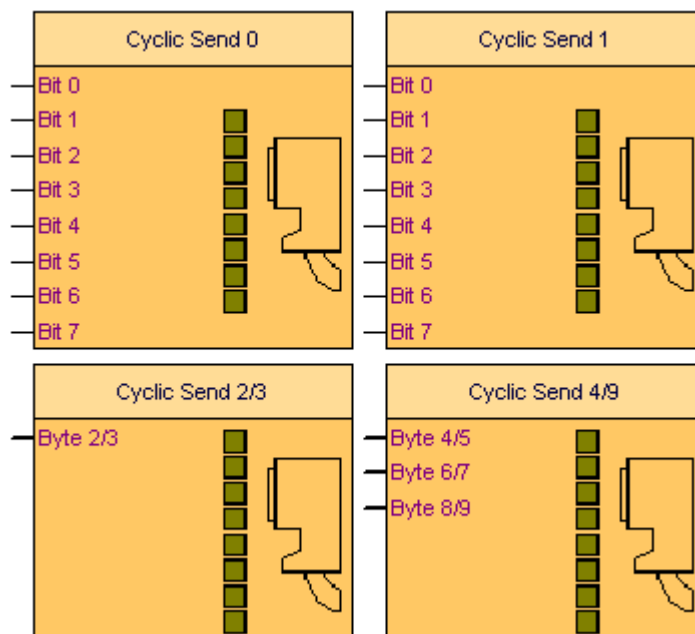 Cyclic Send 0
Bit 0
Bit 1
Bit 2
Bit 3
Bit 4
Bit 5
Bit 6
Bit 7
Cyclic Send 1
Bit 0
Bit 1
Bit 2
Bit 3
Bit 4
Bit 5
Bit 6
Bit 7
Cyclic Send 2/3
Byte 2/3
Cyclic Send 4/9
Byte 4/5
Byte 6/7
Byte 8/9